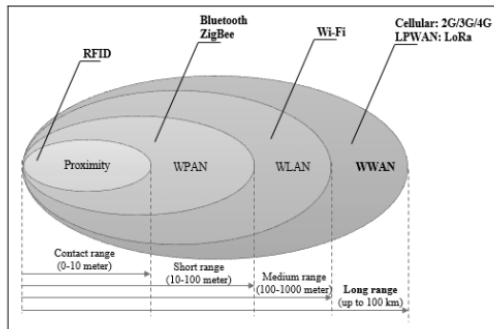 Cellular: 2G/3G/4G
LPWAN: LoRa
Bluetooth
ZigBee
Wi-Fi
RFID
Proximity
WPAN
WLAN
WWAN
Contact range
(0-10 meter)
Short range
(10-100 meter)
Medium range
(100-1000 meter)
Long range
(up to 100 km)